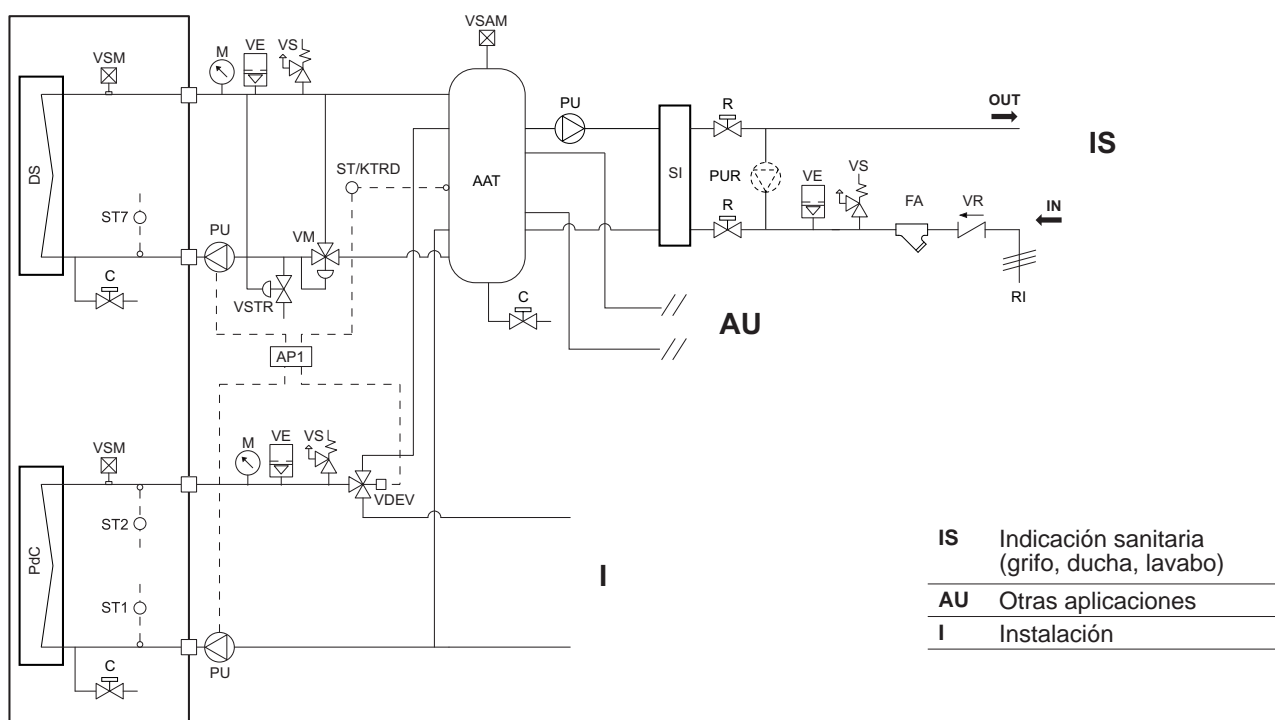 VSAM
VSM
M
VE
VS
PU
R
OUT
IS
DS
ST/KTRD
AAT
SI
PUR
VE
VS
FA
VR
IN
ST7
PU
VM
R
C
VSTR
C
RI
AU
AP1
VSM
M
VE
VS
VDEV
ST2
PdC
I
ST1
C
PU
IS Indicación sanitaria
(grifo, ducha, lavabo)
AU Otras aplicaciones
I Instalación